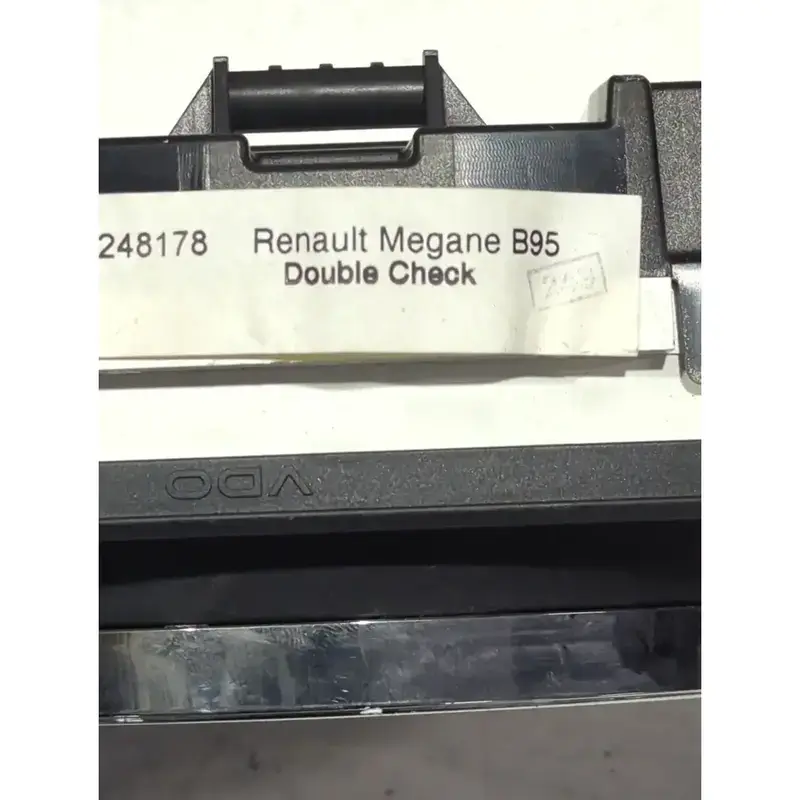 248178 Renault Megane B95
Double Check
VDO